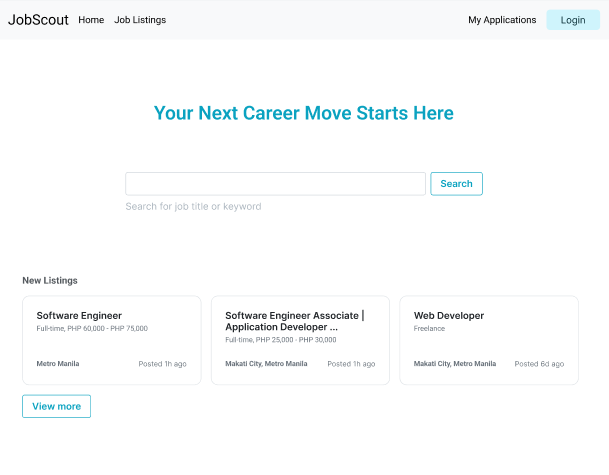 JobScout Home Job Listings My Applications Login
Your Next Career Move Starts Here
Search
Search for job title or keyword
New Listings
Software Engineer
Full-time, PHP 60,000 - PHP 75,000
Metro Manila Posted 1h ago
Software Engineer Associate |
Application Developer ...
Full-time, PHP 25,000 - PHP 30,000
Makati City, Metro Manila Posted 1h ago
Web Developer
Freelance
Makati City, Metro Manila Posted 6d ago
View more